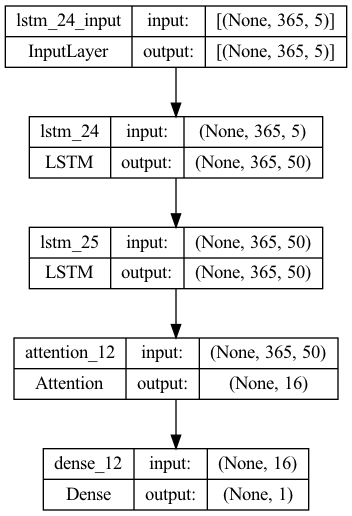 lstm_24_input input: [(None, 365, 5)]
InputLayer output: [(None, 365, 5)]
lstm_24 input: (None, 365, 5)
LSTM output: (None, 365, 50)
lstm_25 input: (None, 365, 50)
LSTM output: (None, 365, 50)
attention_12 input: (None, 365, 50)
Attention output: (None, 16)
dense_12 input: (None, 16)
Dense output: (None, 1)